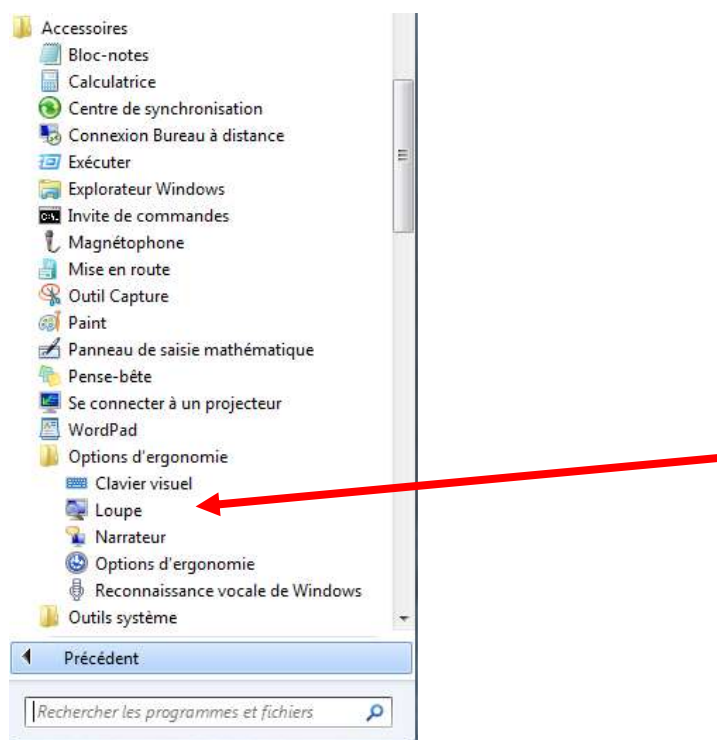 Accessoires
Bloc-notes
Calculatrice
Centre de synchronisation
Connexion Bureau à distance
Exécuter
Explorateur Windows
Invite de commandes
Magnétophone
Mise en route
Outil Capture
Paint
Panneau de saisie mathématique
Pense-bête
Se connecter à un projecteur
WordPad
Options d'ergonomie
Clavier visuel
Loupe
Narrateur
Options d'ergonomie
Reconnaissance vocale de Windows
Outils système
Précédent
Rechercher les programmes et fichiers